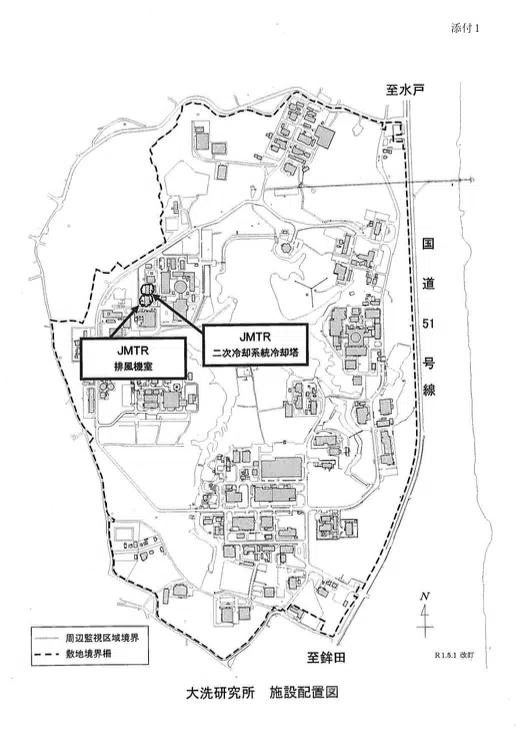 添付1
至水戸
国道51号線
JMTR
二次冷却系統冷却塔
JMTR
排風機室
N
周辺監視区域境界
敷地境界柵
至鉾田
R1.5.1 改訂
大洗研究所 施設配置図